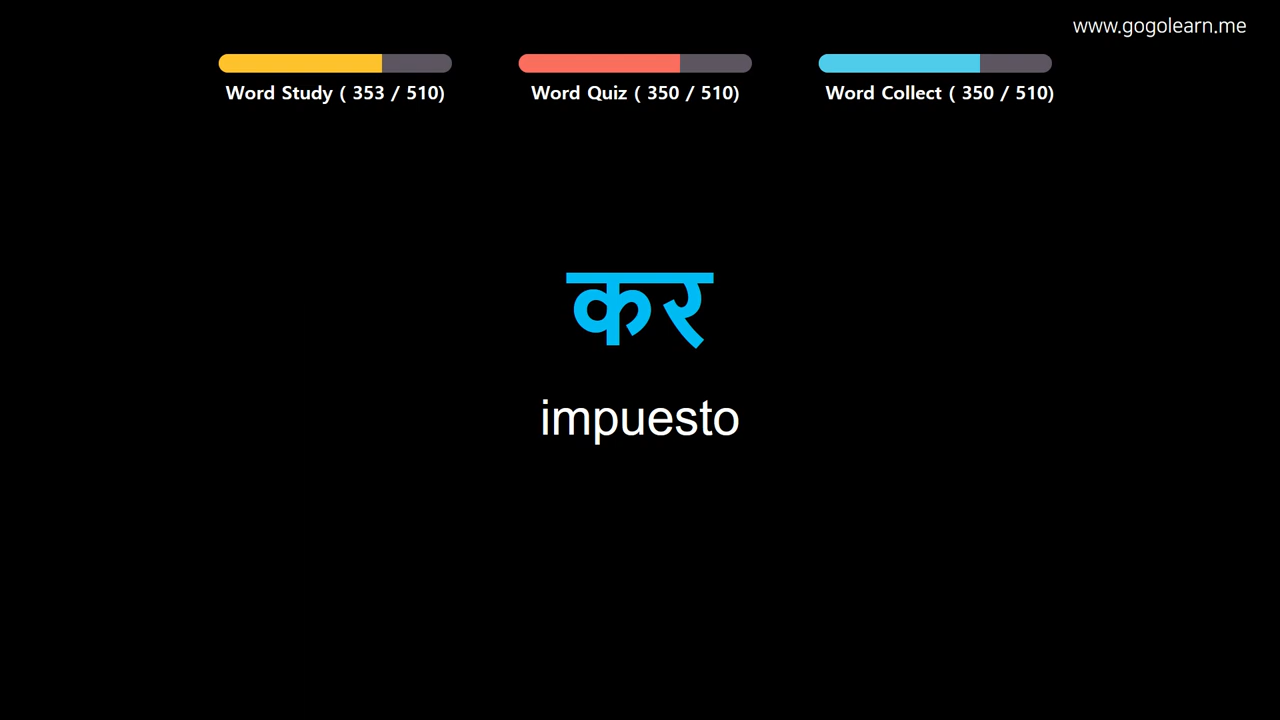 www.gogolearn.me
Word Study ( 353 / 510)
Word Quiz ( 350 / 510)
Word Collect ( 350 / 510)
कर
impuesto